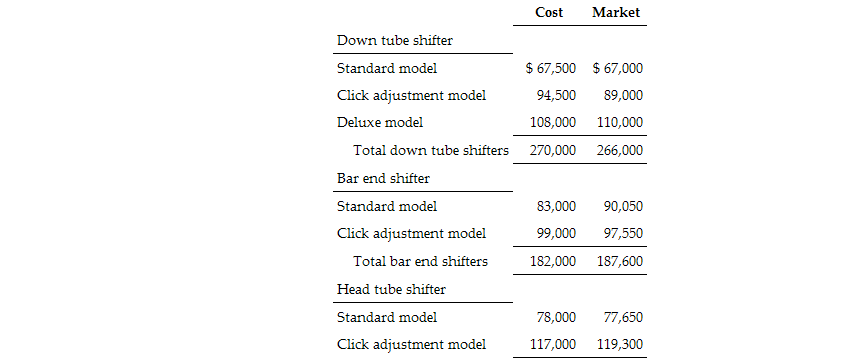 Cost Market
Down tube shifter
Standard model $ 67,500 $ 67,000
Click adjustment model 94,500 89,000
Deluxe model 108,000 110,000
Total down tube shifters 270,000 266,000
Bar end shifter
Standard model 83,000 90,050
Click adjustment model 99,000 97,550
Total bar end shifters 182,000 187,600
Head tube shifter
Standard model 78,000 77,650
Click adjustment model 117,000 119,300